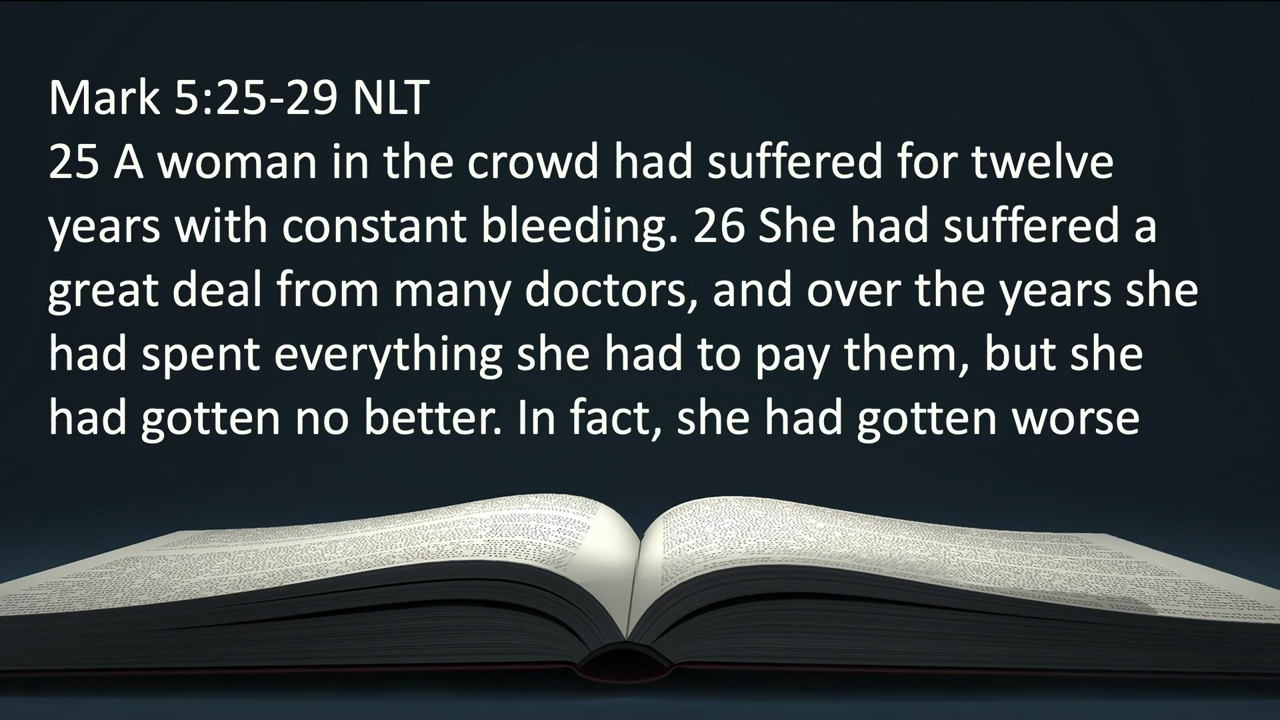 Mark 5:25-29 NLT
25 A woman in the crowd had suffered for twelve
years with constant bleeding. 26 She had suffered a
great deal from many doctors, and over the years she
had spent everything she had to pay them, but she
had gotten no better. In fact, she had gotten worse